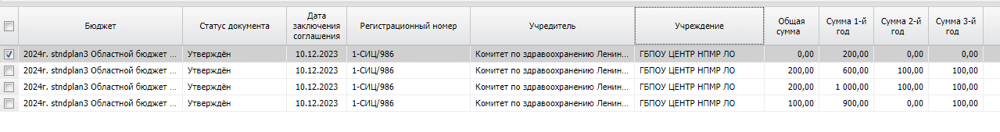 Бюджет Статус документа Дата заключения соглашения Регистрационный номер Учредитель Учреждение Общая сумма Сумма 1-й год Сумма 2-й год Сумма 3-й год
2024г. stndplan3 Областной бюджет ... Утверждён 10.12.2023 1-СИЦ/986 Комитет по здравоохранению Ленин... ГБПОУ ЦЕНТР НПМР ЛО 0,00 200,00 0,00 0,00
2024г. stndplan3 Областной бюджет ... Утверждён 10.12.2023 1-СИЦ/986 Комитет по здравоохранению Ленин... ГБПОУ ЦЕНТР НПМР ЛО 200,00 600,00 100,00 100,00
2024г. stndplan3 Областной бюджет ... Утверждён 10.12.2023 1-СИЦ/986 Комитет по здравоохранению Ленин... ГБПОУ ЦЕНТР НПМР ЛО 200,00 1 000,00 100,00 100,00
2024г. stndplan3 Областной бюджет ... Утверждён 10.12.2023 1-СИЦ/986 Комитет по здравоохранению Ленин... ГБПОУ ЦЕНТР НПМР ЛО 100,00 900,00 0,00 100,00